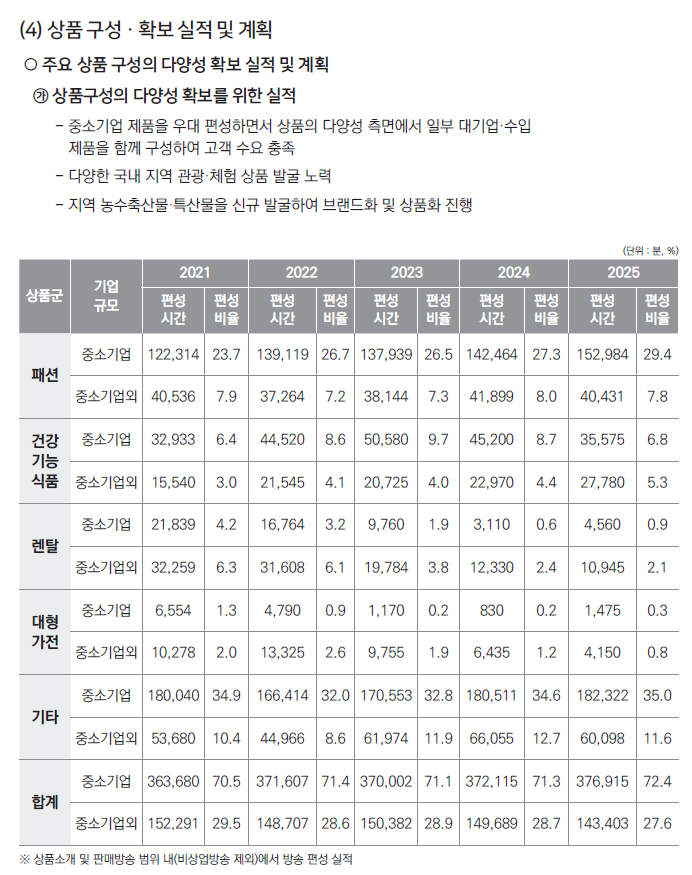 (4) 상품 구성 · 확보 실적 및 계획
○ 주요 상품 구성의 다양성 확보 실적 및 계획
㉮ 상품구성의 다양성 확보를 위한 실적
– 중소기업 제품을 우대 편성하면서 상품의 다양성 측면에서 일부 대기업·수입
제품을 함께 구성하여 고객 수요 충족
– 다양한 국내 지역 관광·체험 상품 발굴 노력
– 지역 농수축산물·특산물을 신규 발굴하여 브랜드화 및 상품화 진행
(단위 : 분, %)
상품군 기업 규모 2021 2022 2023 2024 2025
편성 시간 편성 비율 편성 시간 편성 비율 편성 시간 편성 비율 편성 시간 편성 비율 편성 시간 편성 비율
패션 중소기업 122,314 23.7 139,119 26.7 137,939 26.5 142,464 27.3 152,984 29.4
중소기업외 40,536 7.9 37,264 7.2 38,144 7.3 41,899 8.0 40,431 7.8
건강 기능 식품 중소기업 32,933 6.4 44,520 8.6 50,580 9.7 45,200 8.7 35,575 6.8
중소기업외 15,540 3.0 21,545 4.1 20,725 4.0 22,970 4.4 27,780 5.3
렌탈 중소기업 21,839 4.2 16,764 3.2 9,760 1.9 3,110 0.6 4,560 0.9
중소기업외 32,259 6.3 31,608 6.1 19,784 3.8 12,330 2.4 10,945 2.1
대형 가전 중소기업 6,554 1.3 4,790 0.9 1,170 0.2 830 0.2 1,475 0.3
중소기업외 10,278 2.0 13,325 2.6 9,755 1.9 6,435 1.2 4,150 0.8
기타 중소기업 180,040 34.9 166,414 32.0 170,553 32.8 180,511 34.6 182,322 35.0
중소기업외 53,680 10.4 44,966 8.6 61,974 11.9 66,055 12.7 60,098 11.6
합계 중소기업 363,680 70.5 371,607 71.4 370,002 71.1 372,115 71.3 376,915 72.4
중소기업외 152,291 29.5 148,707 28.6 150,382 28.9 149,689 28.7 143,403 27.6
※ 상품소개 및 판매방송 범위 내(비상업방송 제외)에서 방송 편성 실적